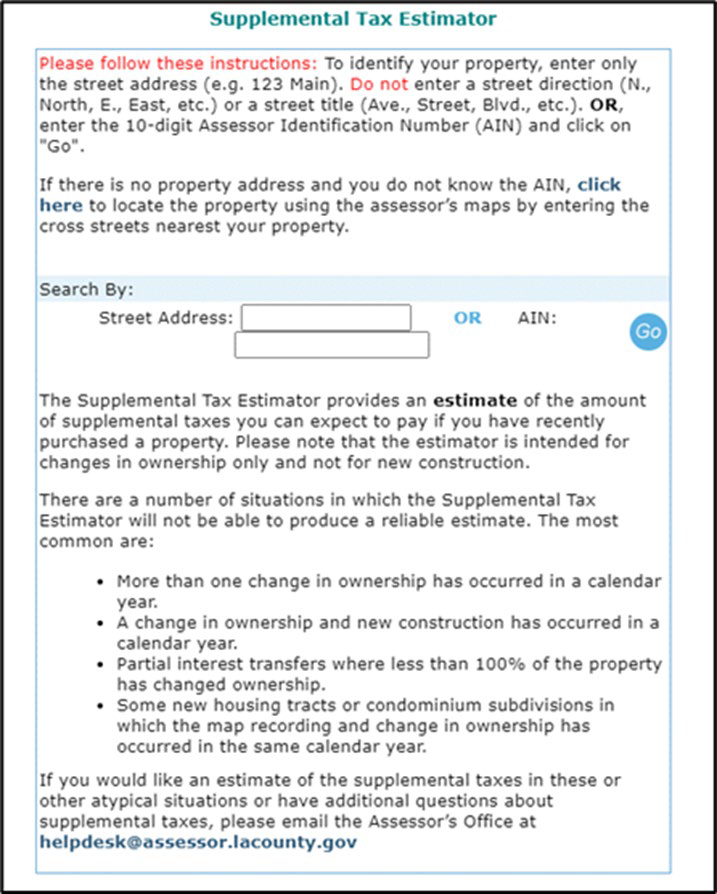 Supplemental Tax Estimator
Please follow these instructions: To identify your property, enter only
the street address (e.g. 123 Main). Do not enter a street direction (N.,
North, E., East, etc.) or a street title (Ave., Street, Blvd., etc.). OR,
enter the 10-digit Assessor Identification Number (AIN) and click on
"Go".
If there is no property address and you do not know the AIN, click
here to locate the property using the assessor's maps by entering the
cross streets nearest your property.
Search By:
Street Address: OR AIN: Go
The Supplemental Tax Estimator provides an estimate of the amount
of supplemental taxes you can expect to pay if you have recently
purchased a property. Please note that the estimator is intended for
changes in ownership only and not for new construction.
There are a number of situations in which the Supplemental Tax
Estimator will not be able to produce a reliable estimate. The most
common are:
• More than one change in ownership has occurred in a calendar
year.
• A change in ownership and new construction has occurred in a
calendar year.
• Partial interest transfers where less than 100% of the property
has changed ownership.
• Some new housing tracts or condominium subdivisions in
which the map recording and change in ownership has
occurred in the same calendar year.
If you would like an estimate of the supplemental taxes in these or
other atypical situations or have additional questions about
supplemental taxes, please email the Assessor's Office at
helpdesk@assessor.lacounty.gov